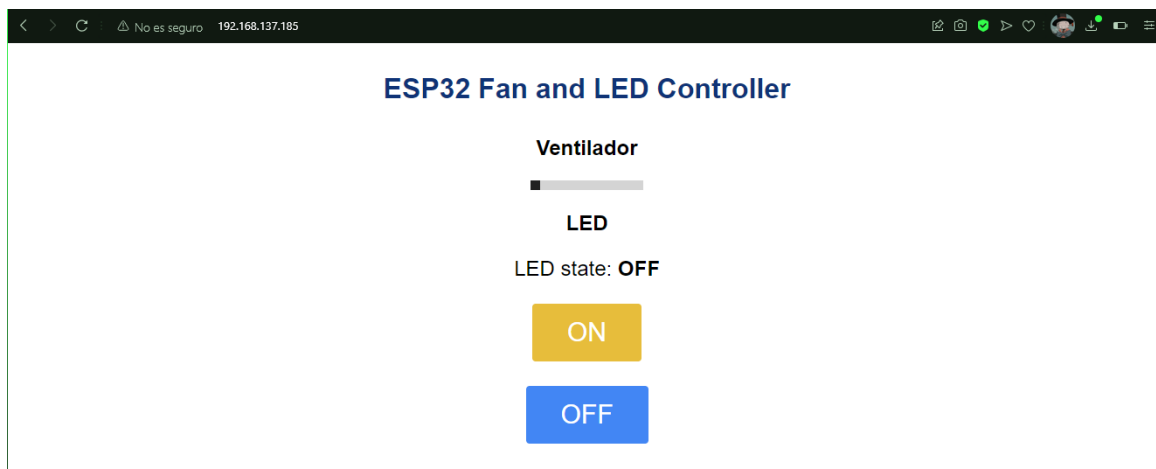 No es seguro 192.168.137.185
ESP32 Fan and LED Controller
Ventilador
LED
LED state: OFF
ON
OFF